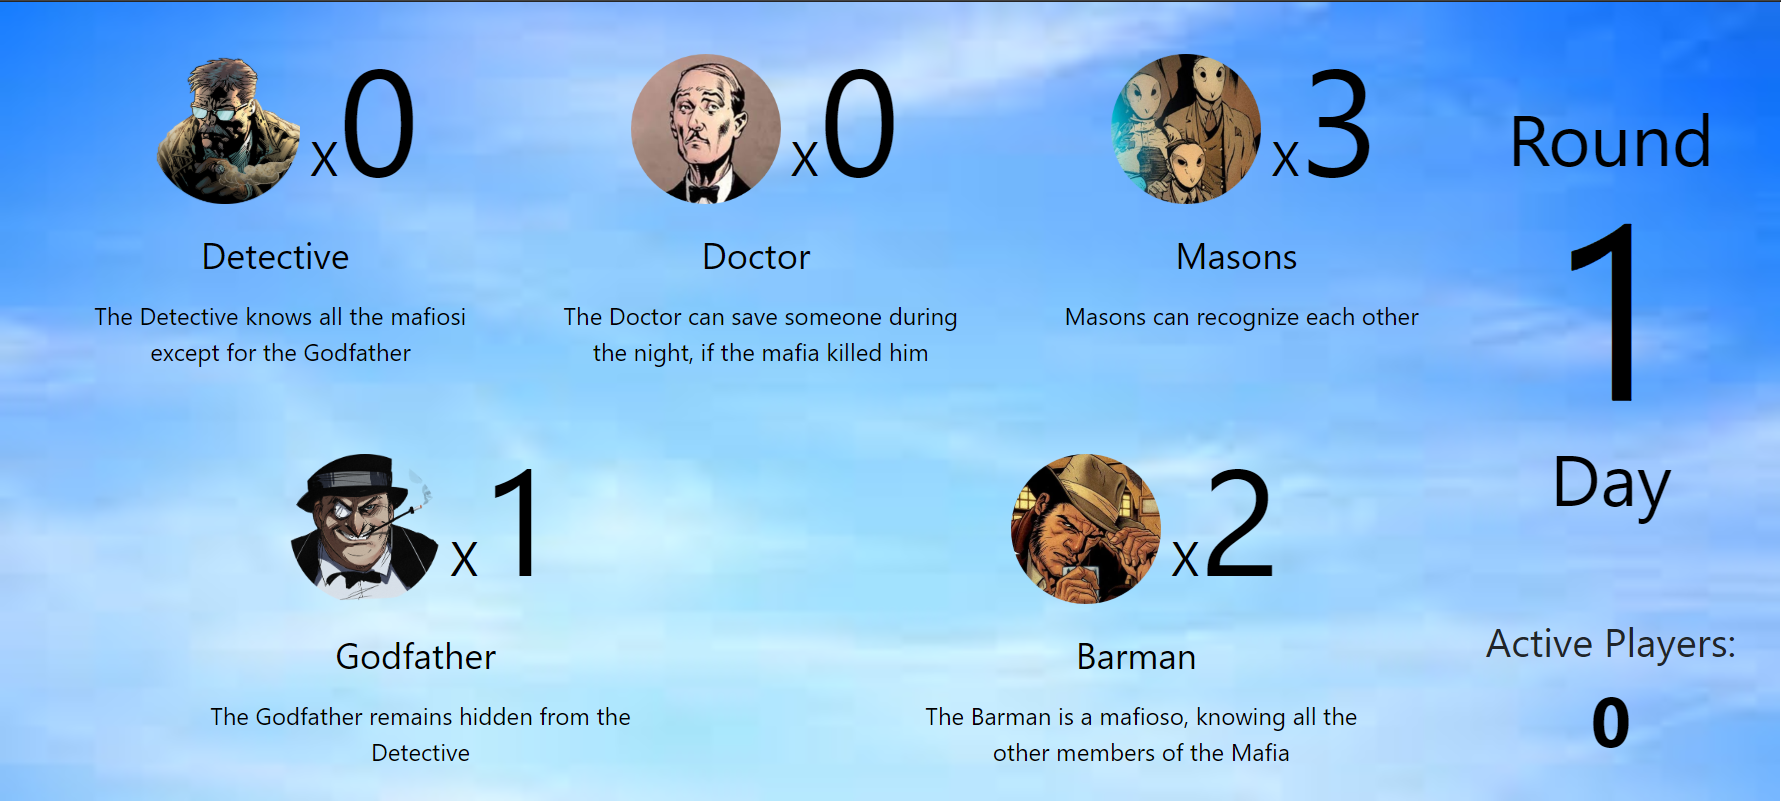 x0
x0
x3
Round
1
Day
Detective
Doctor
Masons
The Detective knows all the mafiosi
except for the Godfather
The Doctor can save someone during
the night, if the mafia killed him
Masons can recognize each other
x1
x2
Godfather
Barman
The Godfather remains hidden from the
Detective
The Barman is a mafioso, knowing all the
other members of the Mafia
Active Players:
0